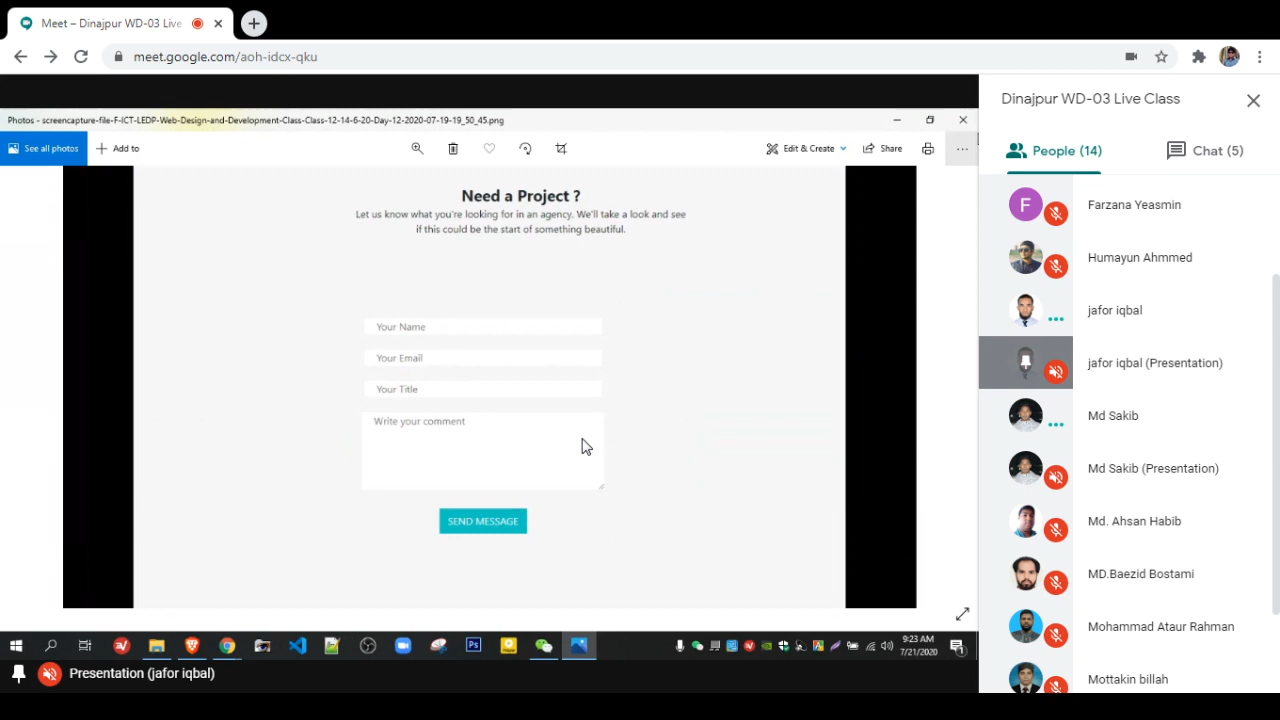 Meet – Dinajpur WD-03 Live
meet.google.com/aoh-idcx-qku
Photos - screencapture-file-F-ICT-LEDP-Web-Design-and-Development-Class-Class-12-14-6-20-Day-12-2020-07-19-19_50_45.png
See all photos
Add to
Edit & Create
Share
Need a Project ?
Let us know what you're looking for in an agency. We'll take a look and see
if this could be the start of something beautiful.
Your Name
Your Email
Your Title
Write your comment
SEND MESSAGE
Ps
9:23 AM
7/21/2020
1
Presentation (jafor iqbal)
Dinajpur WD-03 Live Class
People (14)
Chat (5)
F
Farzana Yeasmin
Humayun Ahmmed
jafor iqbal
jafor iqbal (Presentation)
Md Sakib
Md Sakib (Presentation)
Md. Ahsan Habib
MD.Baezid Bostami
Mohammad Ataur Rahman
Mottakin billah